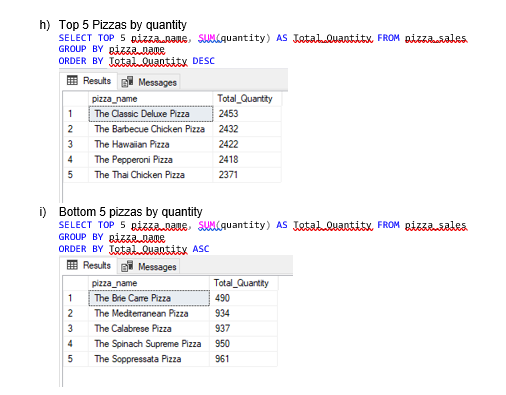 h) Top 5 Pizzas by quantity
SELECT TOP 5 pizza_name, SUM(quantity) AS Total_Quantity FROM pizza_sales
GROUP BY pizza_name
ORDER BY Total_Quantity DESC
Results Messages
pizza_name Total_Quantity
1 The Classic Deluxe Pizza 2453
2 The Barbecue Chicken Pizza 2432
3 The Hawaiian Pizza 2422
4 The Pepperoni Pizza 2418
5 The Thai Chicken Pizza 2371
i) Bottom 5 pizzas by quantity
SELECT TOP 5 pizza_name, SUM(quantity) AS Total_Quantity FROM pizza_sales
GROUP BY pizza_name
ORDER BY Total_Quantity ASC
Results Messages
pizza_name Total_Quantity
1 The Brie Carre Pizza 490
2 The Mediterranean Pizza 934
3 The Calabrese Pizza 937
4 The Spinach Supreme Pizza 950
5 The Soppressata Pizza 961